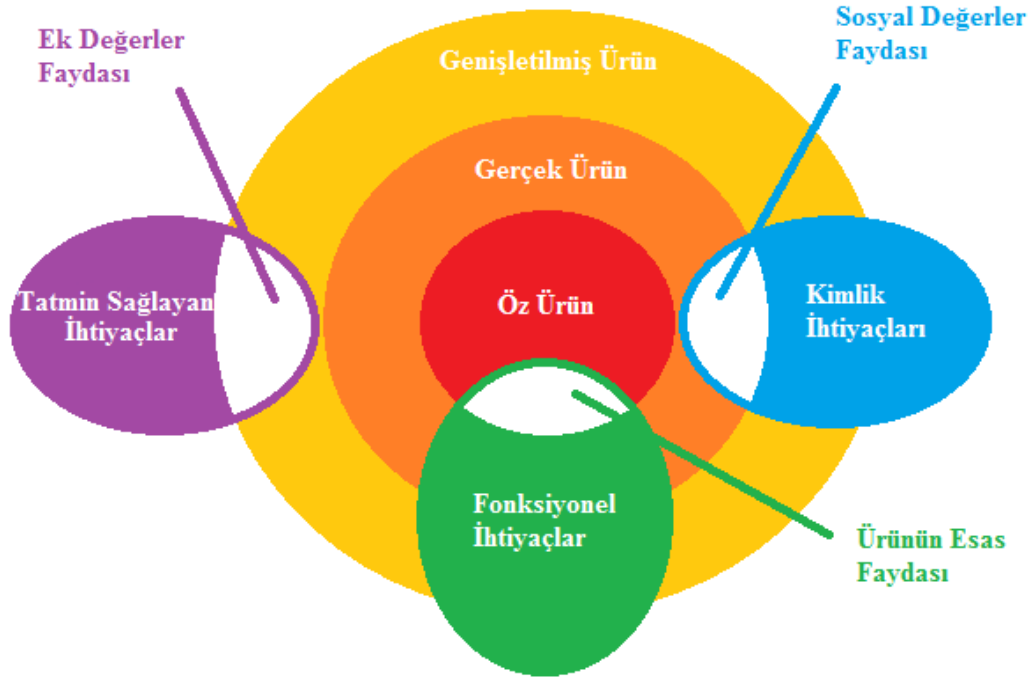 Ek Değerler
Faydası
Sosyal Değerler
Faydası
Genişletilmiş Ürün
Gerçek Ürün
Öz Ürün
Tatmin Sağlayan
İhtiyaçlar
Kimlik
İhtiyaçları
Fonksiyonel
İhtiyaçlar
Ürünün Esas
Faydası